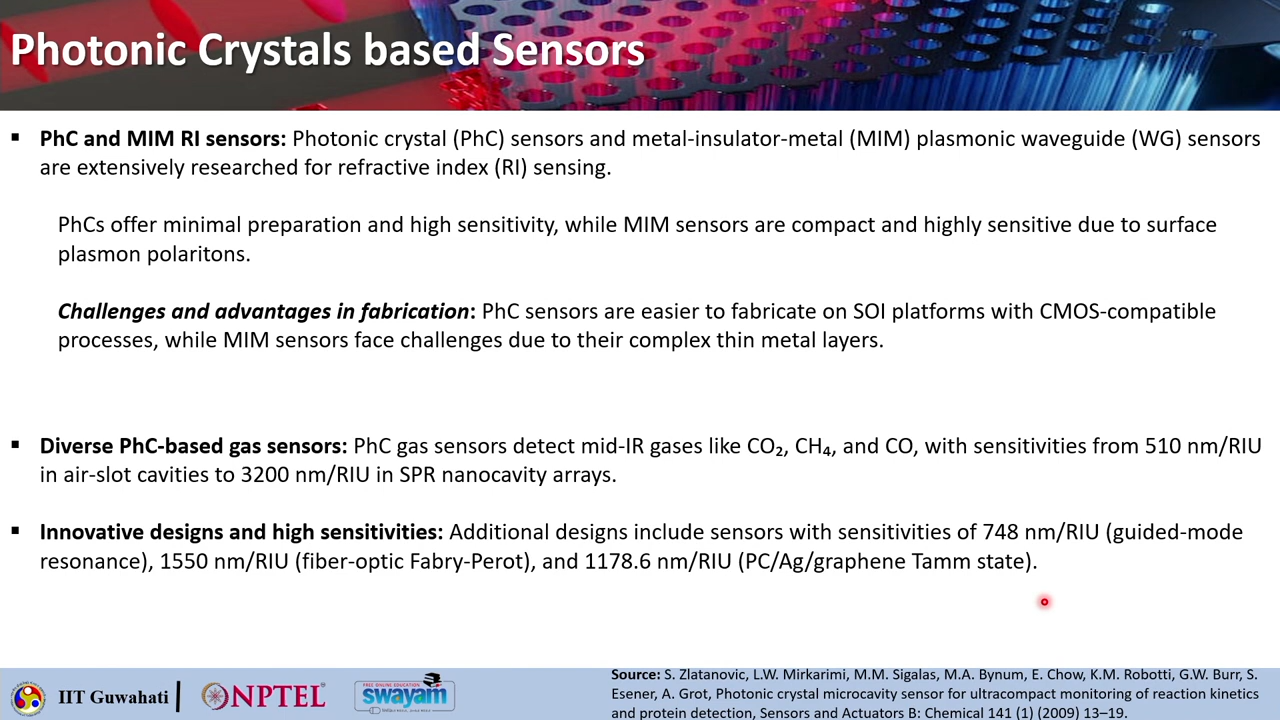 Photonic Crystals based Sensors
▪ PhC and MIM RI sensors: Photonic crystal (PhC) sensors and metal-insulator-metal (MIM) plasmonic waveguide (WG) sensors
are extensively researched for refractive index (RI) sensing.
PhCs offer minimal preparation and high sensitivity, while MIM sensors are compact and highly sensitive due to surface
plasmon polaritons.
Challenges and advantages in fabrication: PhC sensors are easier to fabricate on SOI platforms with CMOS-compatible
processes, while MIM sensors face challenges due to their complex thin metal layers.
▪ Diverse PhC-based gas sensors: PhC gas sensors detect mid-IR gases like CO₂, CH₄, and CO, with sensitivities from 510 nm/RIU
in air-slot cavities to 3200 nm/RIU in SPR nanocavity arrays.
▪ Innovative designs and high sensitivities: Additional designs include sensors with sensitivities of 748 nm/RIU (guided-mode
resonance), 1550 nm/RIU (fiber-optic Fabry-Perot), and 1178.6 nm/RIU (PC/Ag/graphene Tamm state).
IIT Guwahati
NPTEL
FREE ONLINE EDUCATION
swayam
Source: S. Zlatanovic, L.W. Mirkarimi, M.M. Sigalas, M.A. Bynum, E. Chow, K.M. Robotti, G.W. Burr, S.
Esener, A. Grot, Photonic crystal microcavity sensor for ultracompact monitoring of reaction kinetics
and protein detection, Sensors and Actuators B: Chemical 141 (1) (2009) 13–19.